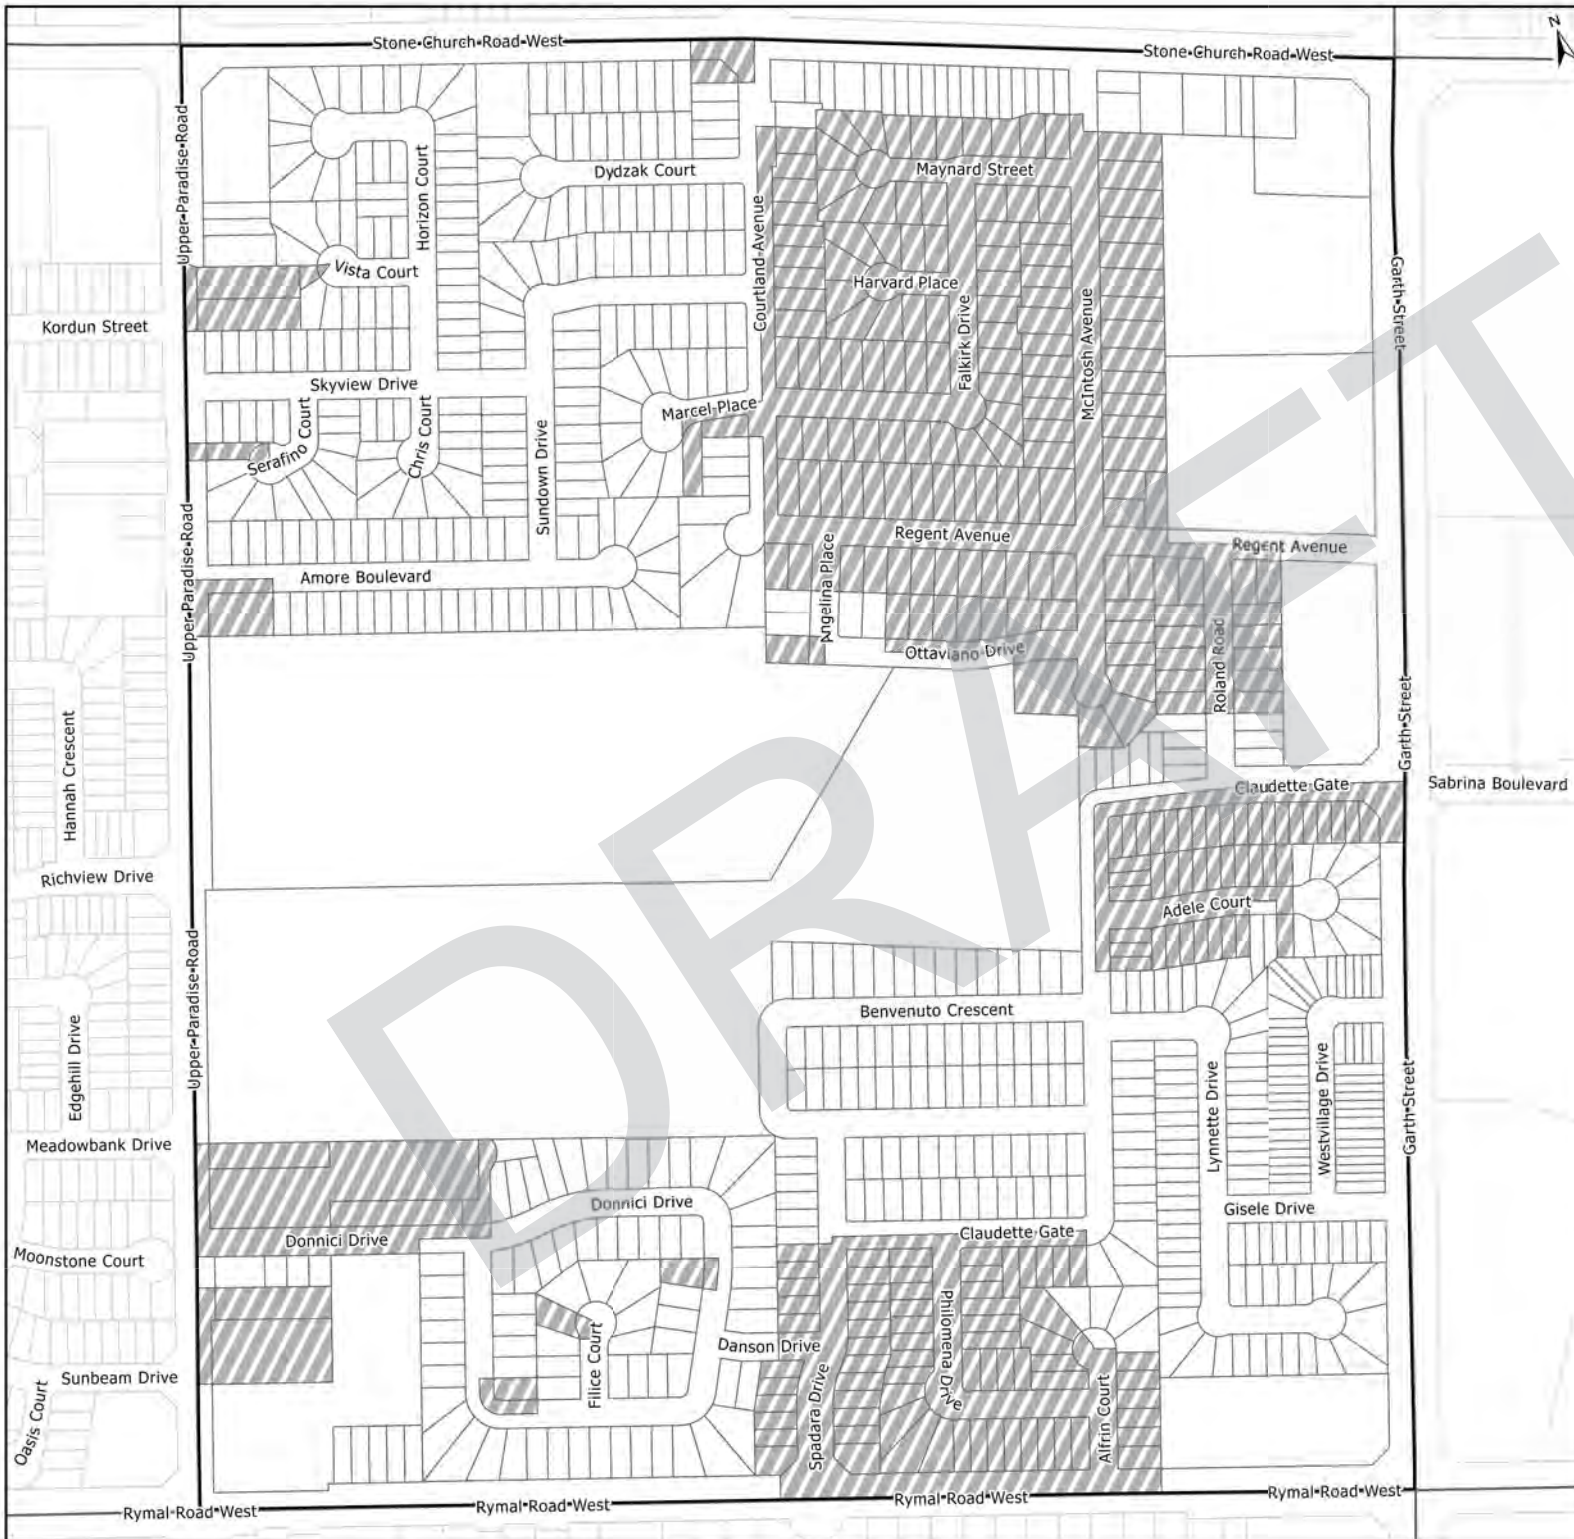 N
Stone Church Road West
Stone Church Road West
Upper Paradise Road
Horizon Court
Dydzak Court
Maynard Street
Courtland Avenue
Vista Court
Harvard Place
Garth Street
Kordun Street
Falkirk Drive
McIntosh Avenue
Skyview Drive
Marcel Place
Serafino Court
Chris Court
Sundown Drive
Upper Paradise Road
Regent Avenue
Regent Avenue
Amore Boulevard
Angelina Place
Ottaviano Drive
Roland Road
Garth Street
Hannah Crescent
Claudette Gate
Sabrina Boulevard
Richview Drive
Adele Court
DRAFT
Upper Paradise Road
Benvenuto Crescent
Edgehill Drive
Lynnette Drive
Westvillage Drive
Garth Street
Meadowbank Drive
Donnici Drive
Gisele Drive
Donnici Drive
Claudette Gate
Moonstone Court
Philomena Drive
Filice Court
Danson Drive
Sunbeam Drive
Oasis Court
Spadara Drive
Alfrin Court
Rymal Road West
Rymal Road West
Rymal Road West
Rymal Road West